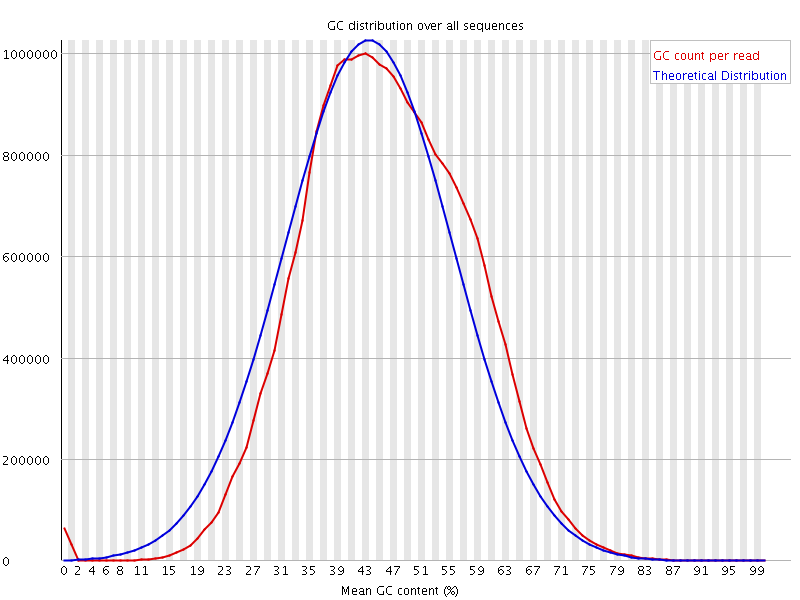 GC distribution over all sequences
GC count per read
Theoretical Distribution
1000000
800000
600000
400000
200000
0
0 2 4 6 8 11 15 19 23 27 31 35 39 43 47 51 55 59 63 67 71 75 79 83 87 91 95 99
Mean GC content (%)